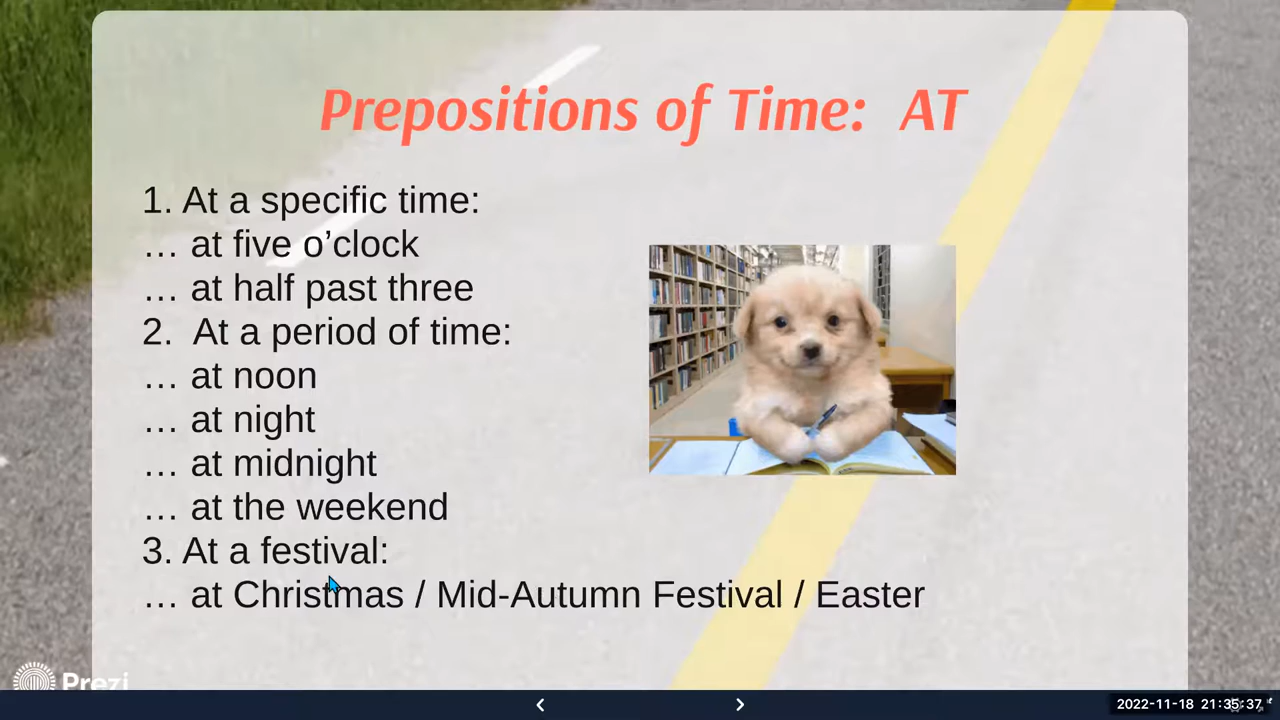 Prepositions of Time: AT
1. At a specific time:
… at five o’clock
… at half past three
2. At a period of time:
… at noon
… at night
… at midnight
… at the weekend
3. At a festival:
… at Christmas / Mid-Autumn Festival / Easter
Prezi
2022-11-18 21:35:37